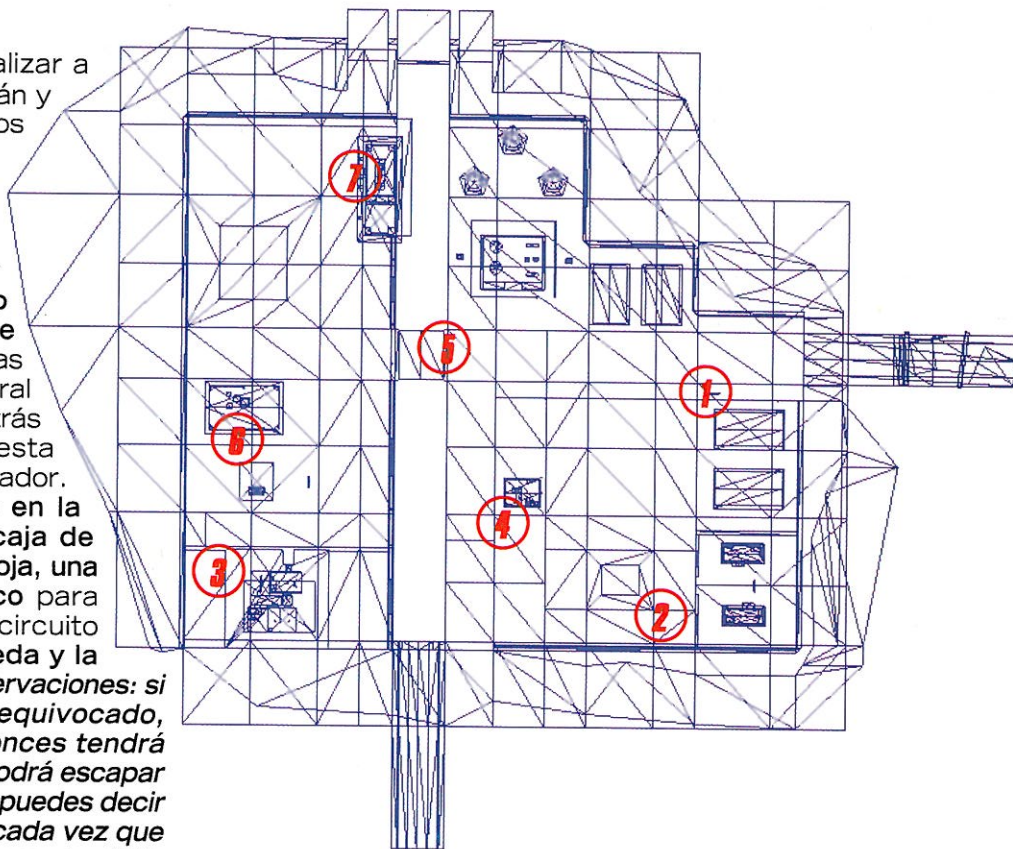 alizar a
án y
os
o
e
as
ral
trás
esta
ador.
en la
caja de
oja, una
co para
circuito
eda y la
ervaciones: si
equivocado,
onces tendrá
odrá escapar
puedes decir
cada vez que
7
5
1
6
4
3
2